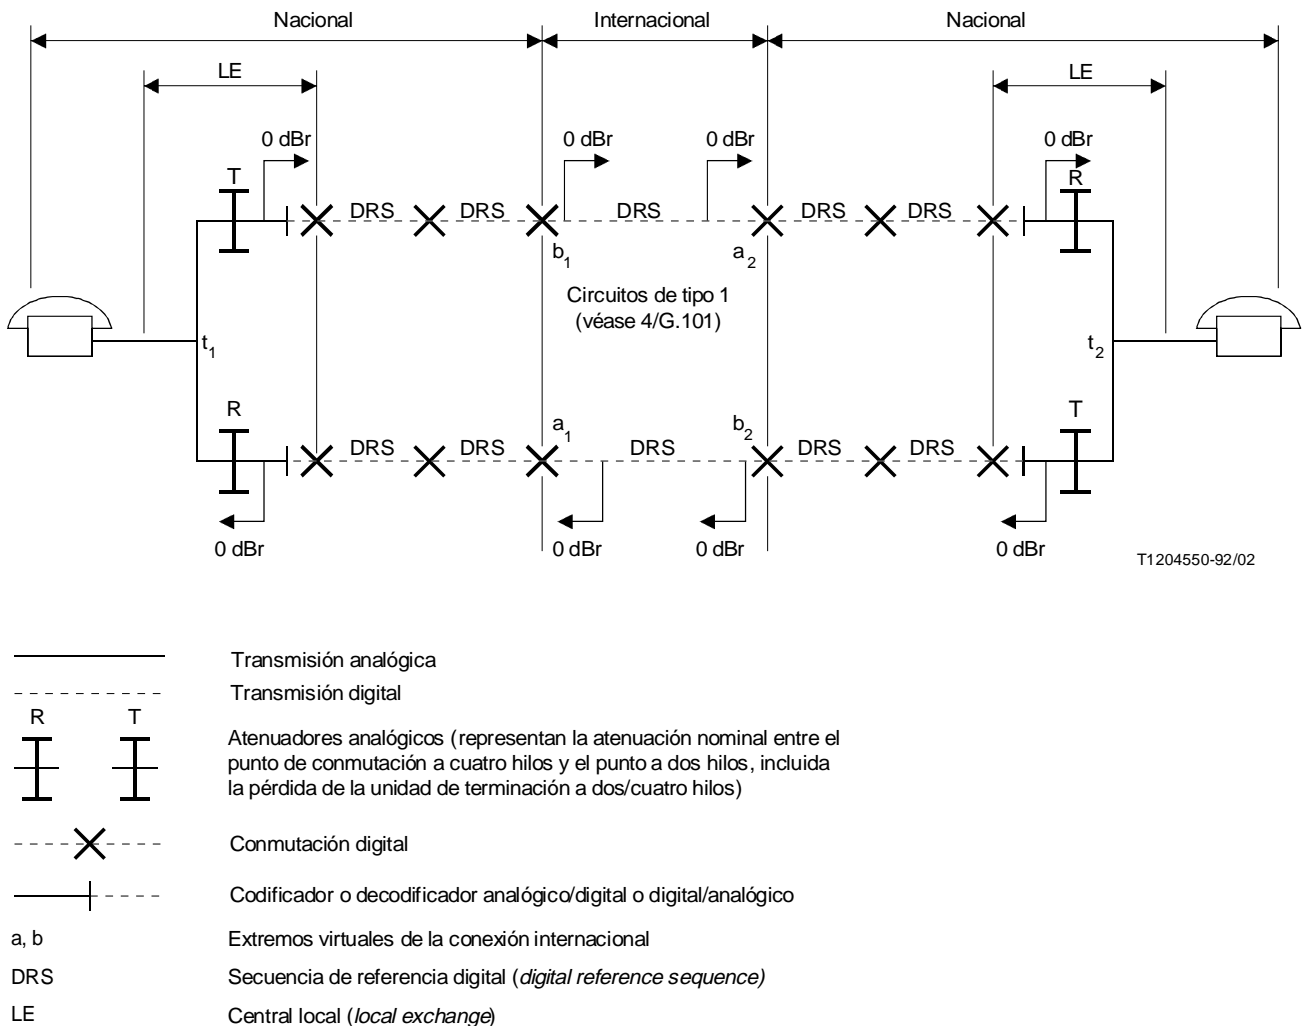 Nacional Internacional Nacional
LE LE
0 dBr 0 dBr 0 dBr 0 dBr
T R
DRS DRS DRS DRS DRS
b1 a2
Circuitos de tipo 1
(véase 4/G.101)
t1 t2
R T
a1 b2
DRS DRS DRS DRS DRS
0 dBr 0 dBr 0 dBr 0 dBr
T1204550-92/02
Transmisión analógica
Transmisión digital
R T
Atenuadores analógicos (representan la atenuación nominal entre el
punto de conmutación a cuatro hilos y el punto a dos hilos, incluida
la pérdida de la unidad de terminación a dos/cuatro hilos)
Conmutación digital
Codificador o decodificador analógico/digital o digital/analógico
a, b Extremos virtuales de la conexión internacional
DRS Secuencia de referencia digital (digital reference sequence)
LE Central local (local exchange)